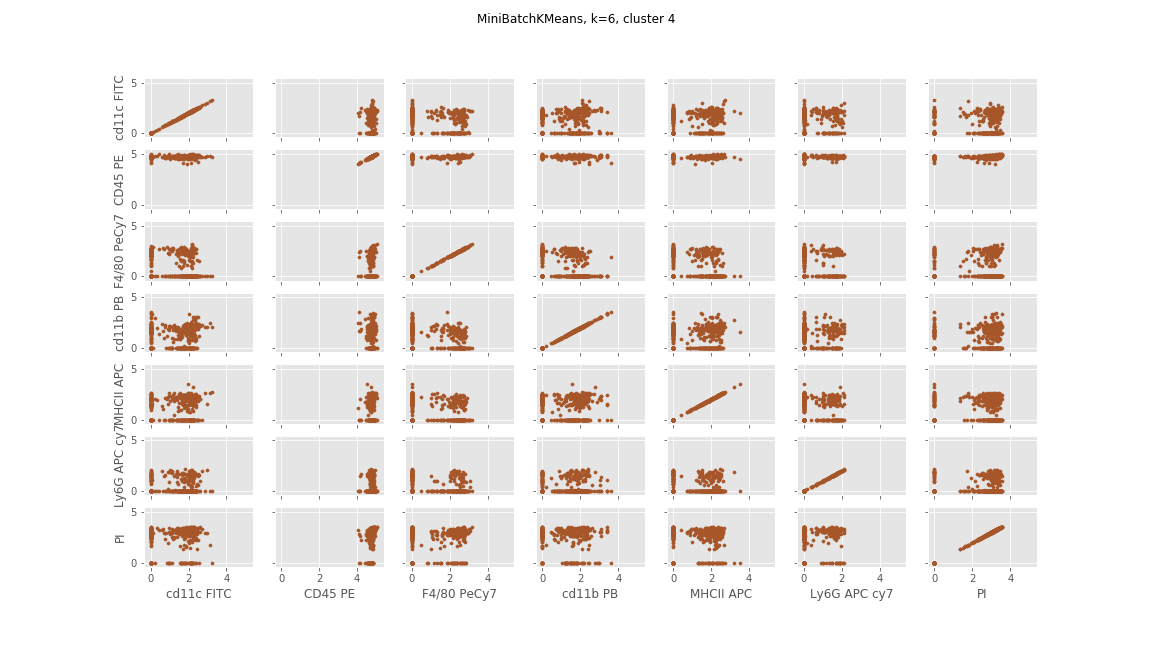 MiniBatchKMeans, k=6, cluster 4
cd11c FITC
5
0
CD45 PE
5
0
F4/80 PeCy7
5
0
cd11b PB
5
0
MHCII APC
5
0
Ly6G APC cy7
5
0
PI
5
0
0 2 4 0 2 4 0 2 4 0 2 4 0 2 4 0 2 4 0 2 4
cd11c FITC CD45 PE F4/80 PeCy7 cd11b PB MHCII APC Ly6G APC cy7 PI